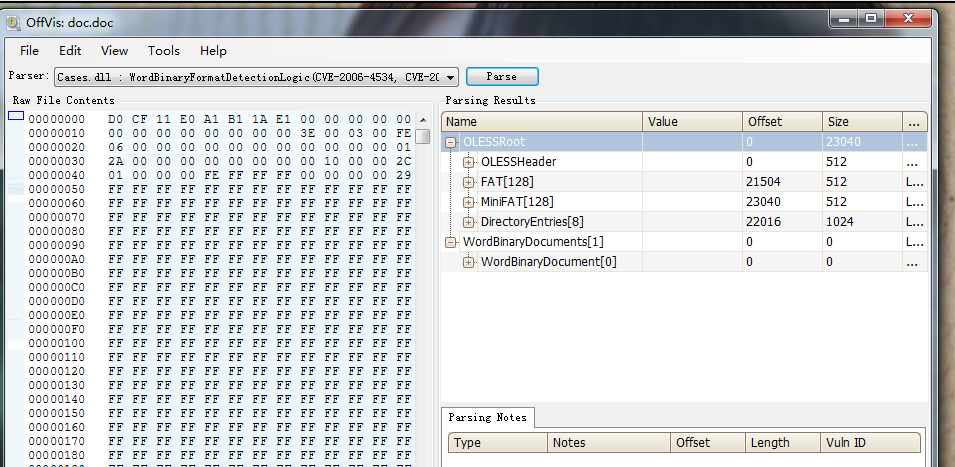 OffVis: doc.doc
File Edit View Tools Help
Parser: Cases.dll : WordBinaryFormatDetectionLogic(CVE-2006-4534, CVE-20 Parse
Raw File Contents
00000000 D0 CF 11 E0 A1 B1 1A E1 00 00 00 00 00
00000010 00 00 00 00 00 00 00 00 3E 00 03 00 FE
00000020 06 00 00 00 00 00 00 00 00 00 00 00 01
00000030 2A 00 00 00 00 00 00 00 00 10 00 00 2C
00000040 01 00 00 00 FE FF FF FF 00 00 00 00 29
00000050 FF FF FF FF FF FF FF FF FF FF FF FF FF
00000060 FF FF FF FF FF FF FF FF FF FF FF FF FF
00000070 FF FF FF FF FF FF FF FF FF FF FF FF FF
00000080 FF FF FF FF FF FF FF FF FF FF FF FF FF
00000090 FF FF FF FF FF FF FF FF FF FF FF FF FF
000000A0 FF FF FF FF FF FF FF FF FF FF FF FF FF
000000B0 FF FF FF FF FF FF FF FF FF FF FF FF FF
000000C0 FF FF FF FF FF FF FF FF FF FF FF FF FF
000000D0 FF FF FF FF FF FF FF FF FF FF FF FF FF
000000E0 FF FF FF FF FF FF FF FF FF FF FF FF FF
000000F0 FF FF FF FF FF FF FF FF FF FF FF FF FF
00000100 FF FF FF FF FF FF FF FF FF FF FF FF FF
00000110 FF FF FF FF FF FF FF FF FF FF FF FF FF
00000120 FF FF FF FF FF FF FF FF FF FF FF FF FF
00000130 FF FF FF FF FF FF FF FF FF FF FF FF FF
00000140 FF FF FF FF FF FF FF FF FF FF FF FF FF
00000150 FF FF FF FF FF FF FF FF FF FF FF FF FF
00000160 FF FF FF FF FF FF FF FF FF FF FF FF FF
00000170 FF FF FF FF FF FF FF FF FF FF FF FF FF
00000180 FF FF FF FF FF FF FF FF FF FF FF FF FF
Parsing Results
Name Value Offset Size ...
OLESSRoot 0 23040 ...
OLESSHeader 0 512 ...
FAT[128] 21504 512 L...
MiniFAT[128] 23040 512 L...
DirectoryEntries[8] 22016 1024 L...
WordBinaryDocuments[1] 0 0 L...
WordBinaryDocument[0] 0 0 ...
Parsing Notes
Type Notes Offset Length Vuln ID